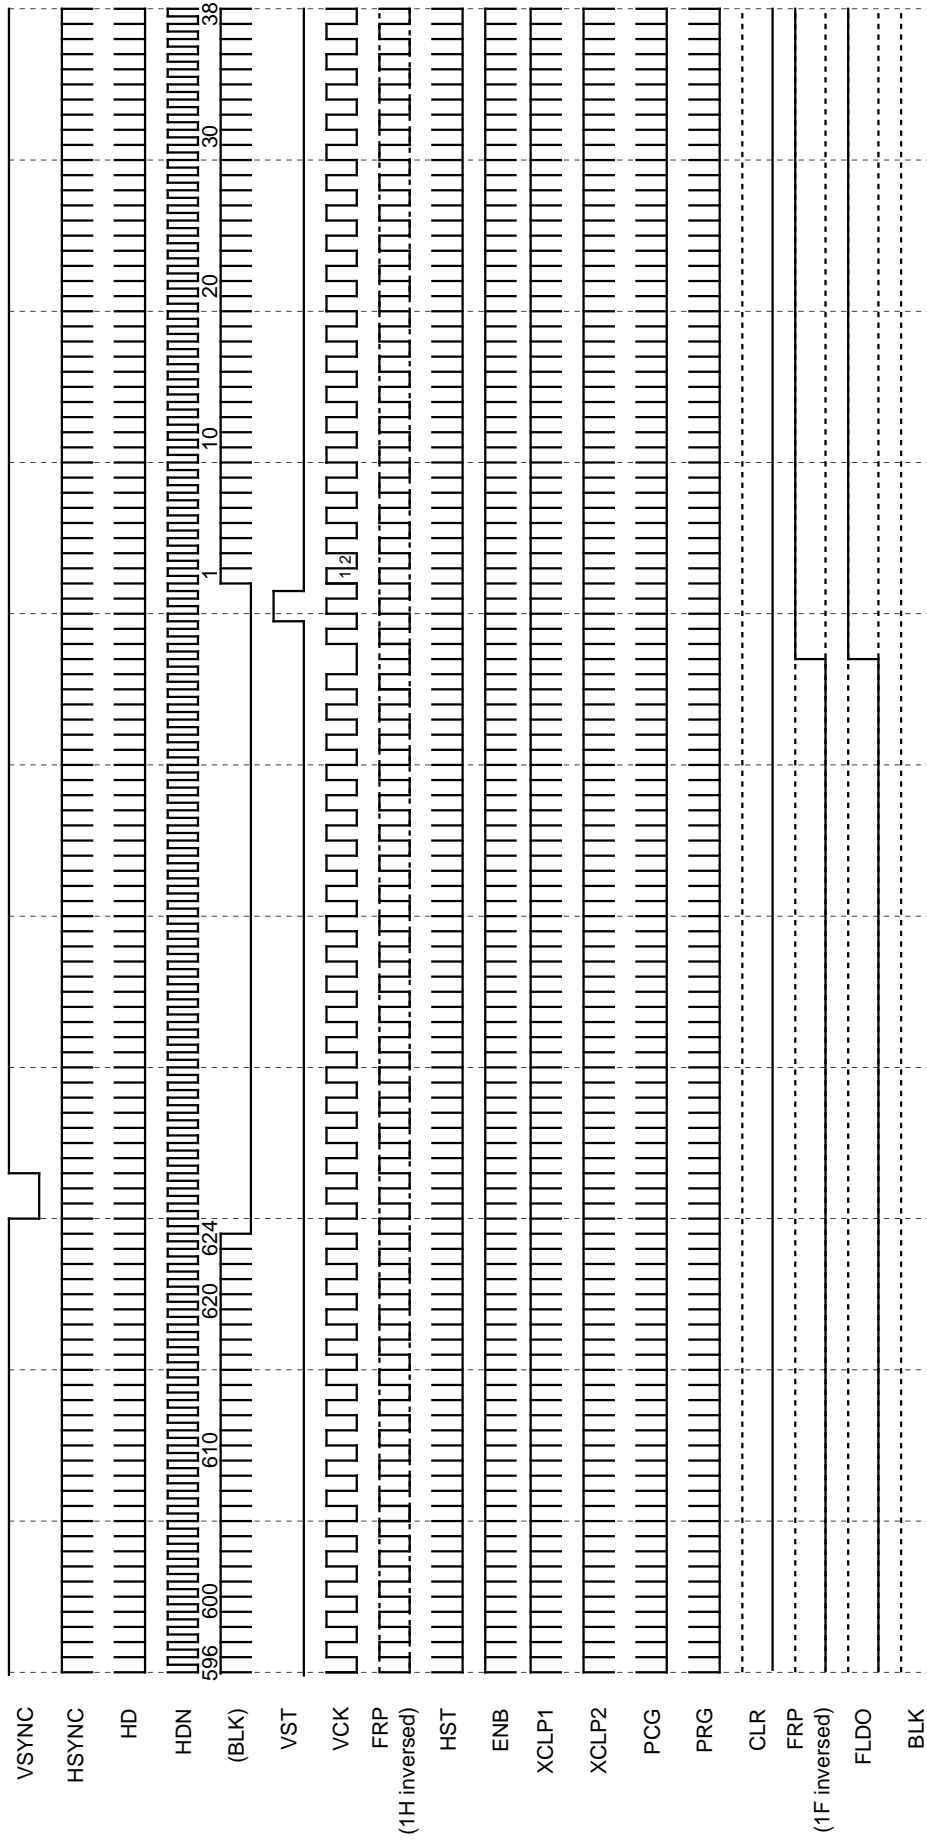 VSYNC
HSYNC
HD
HDN
596 600 610 620 624 1 10 20 30 38
(BLK)
VST
VCK
1 2
FRP
(1H inversed)
HST
ENB
XCLP1
XCLP2
PCG
PRG
CLR
FRP
(1F inversed)
FLDO
BLK